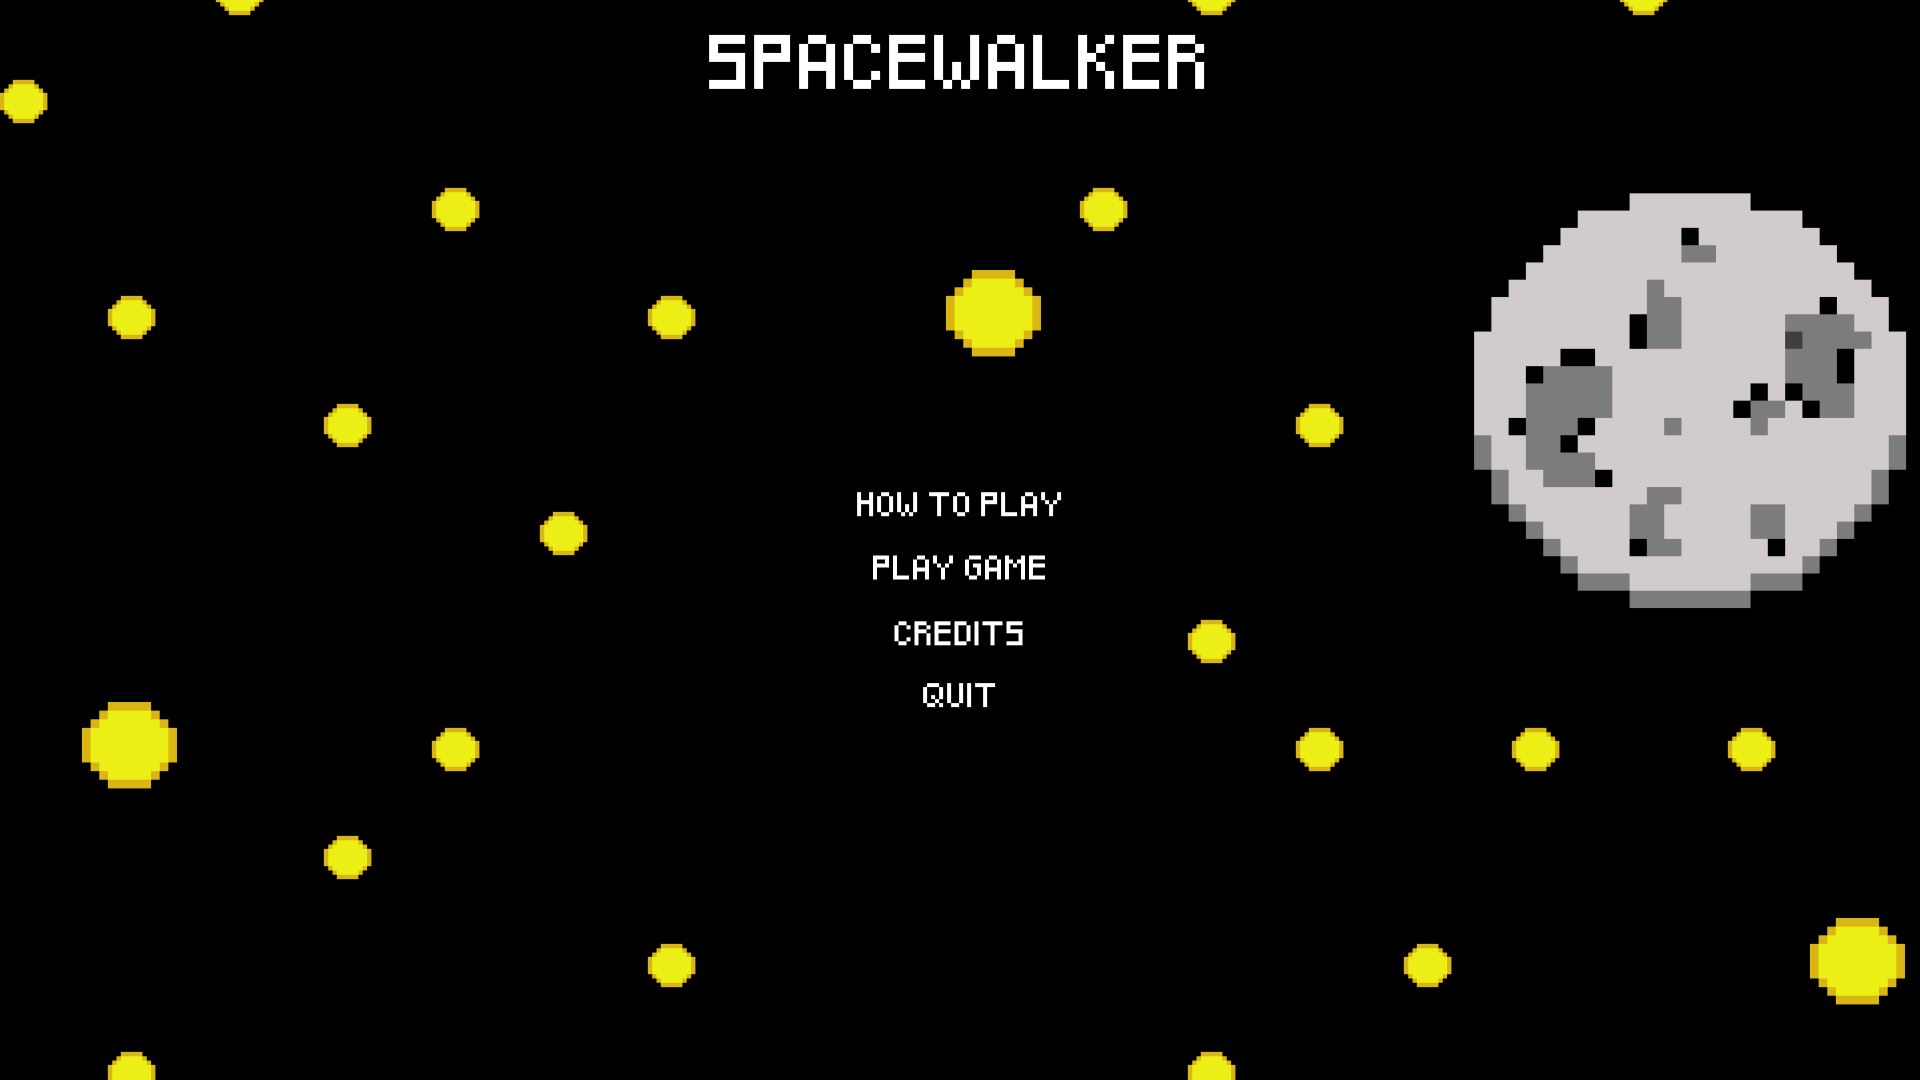 SPACEWALKER
HOW TO PLAY
PLAY GAME
CREDITS
QUIT